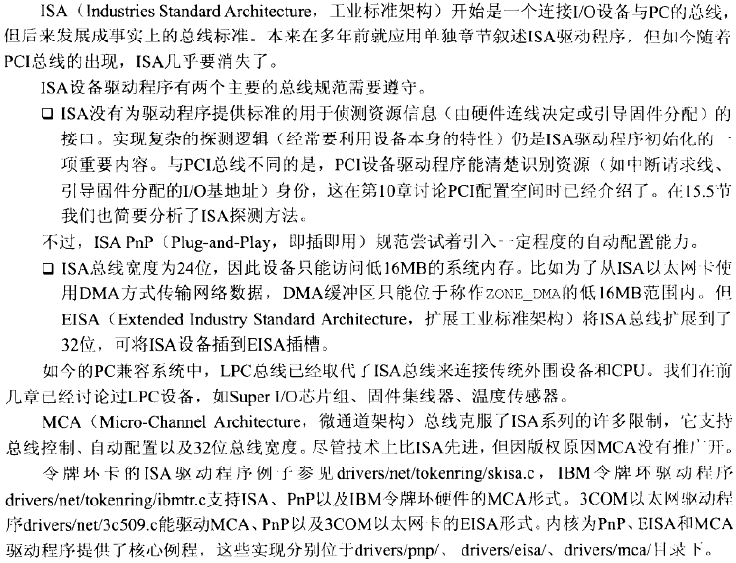 ISA（Industries Standard Architecture，工业标准架构）开始是一个连接I/O设备与PC的总线，
但后来发展成事实上的总线标准。本来在多年前就应用单独章节叙述ISA驱动程序，但如今随着
PCI总线的出现，ISA几乎要消失了。
ISA设备驱动程序有两个主要的总线规范需要遵守。
❑ ISA没有为驱动程序提供标准的用于侦测资源信息（由硬件连线决定或引导固件分配）的
接口。实现复杂的探测逻辑（经常要利用设备本身的特性）仍是ISA驱动程序初始化的一
项重要内容。与PCI总线不同的是，PCI设备驱动程序能清楚识别资源（如中断请求线、
引导固件分配的I/O基地址）身份，这在第10章讨论PCI配置空间时已经介绍了。在15.5节
我们也简要分析了ISA探测方法。
不过，ISA PnP（Plug-and-Play，即插即用）规范尝试着引入一定程度的自动配置能力。
❑ ISA总线宽度为24位，因此设备只能访问低16MB的系统内存。比如为了从ISA以太网卡使
用DMA方式传输网络数据，DMA缓冲区只能位于称作ZONE_DMA的低16MB范围内。但
EISA（Extended Industry Standard Architecture，扩展工业标准架构）将ISA总线扩展到了
32位，可将ISA设备插到EISA插槽。
如今的PC兼容系统中，LPC总线已经取代了ISA总线来连接传统外围设备和CPU。我们在前
几章已经讨论过LPC设备，如Super I/O芯片组、固件集线器、温度传感器。
MCA（Micro-Channel Architecture，微通道架构）总线克服了ISA系列的许多限制，它支持
总线控制、自动配置以及32位总线宽度。尽管技术上比ISA先进，但因版权原因MCA没有推广开。
令牌环卡的ISA驱动程序例子参见drivers/net/tokenring/skisa.c，IBM令牌环驱动程序
drivers/net/tokenring/ibmtr.c支持ISA、PnP以及IBM令牌环硬件的MCA形式。3COM以太网驱动程
序drivers/net/3c509.c能驱动MCA、PnP以及3COM以太网卡的EISA形式。内核为PnP、EISA和MCA
驱动程序提供了核心例程，这些实现分别位于drivers/pnp/、drivers/eisa/、drivers/mca/目录下。